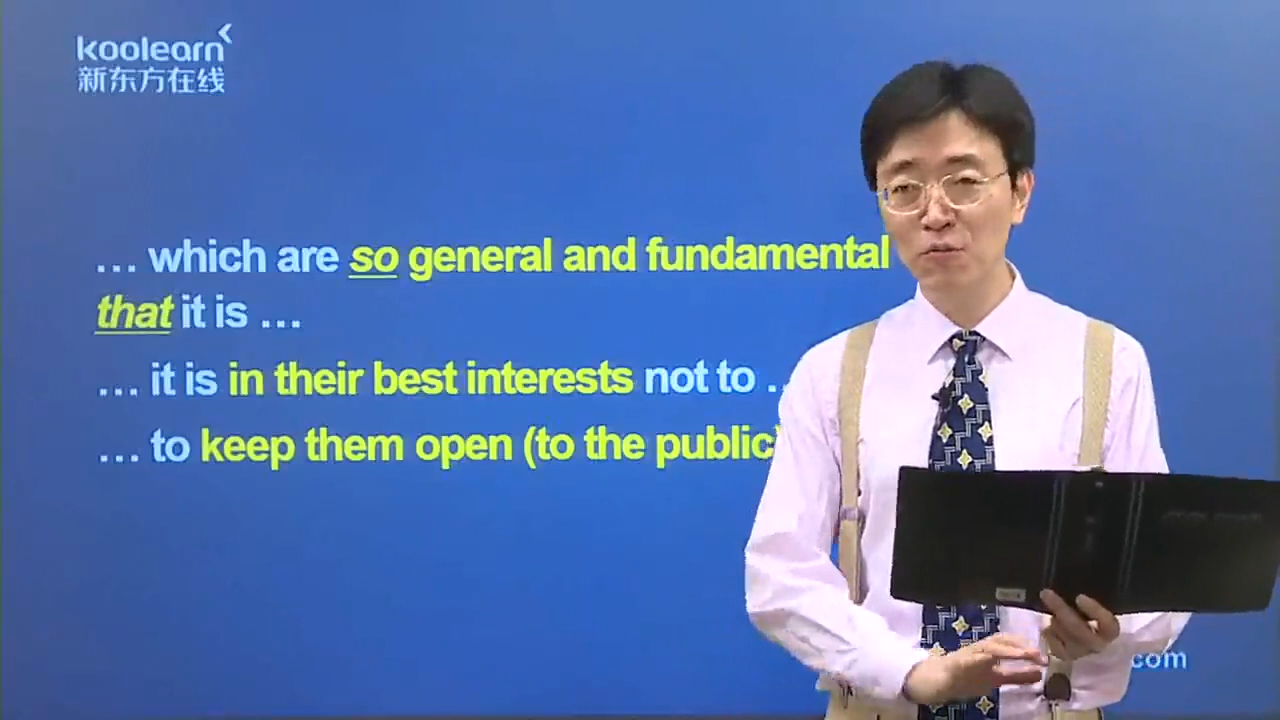 koolearn
新东方在线
… which are so general and fundamental
that it is …
… it is in their best interests not to …
… to keep them open (to the public)
com